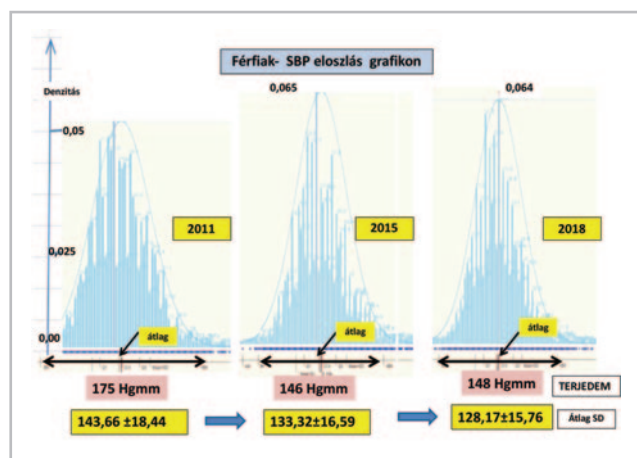 Férfiak- SBP eloszlás grafikon
Denzitás
0,05
0,025
0,00
0,065
0,064
2011
2015
2018
átlag
átlag
átlag
175 Hgmm
146 Hgmm
148 Hgmm
TERJEDEM
143,66 ±18,44
133,32±16,59
128,17±15,76
Átlag SD